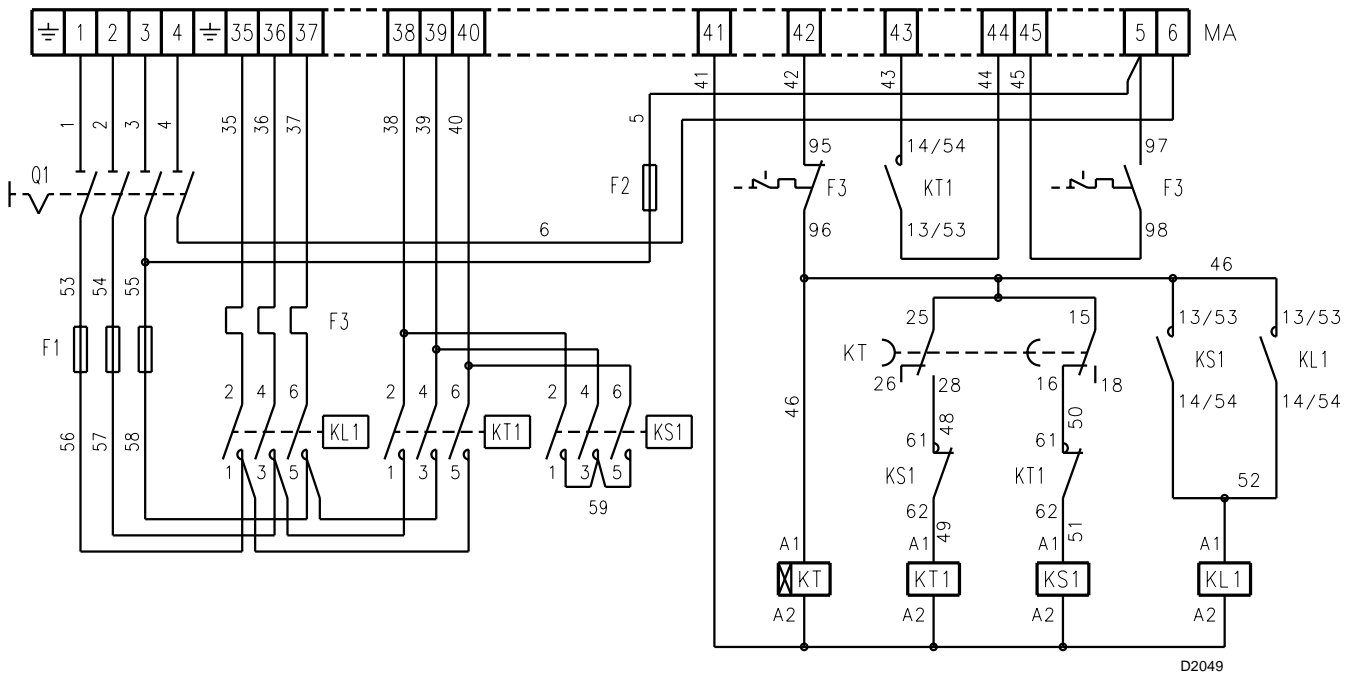 1 2 3 4 35 36 37 38 39 40 41 42 43 44 45 5 6 MA
41 42 43 44 45
1 2 3 4 35 36 37 38 39 40 5
95 14/54 97
Q1 F2 F3 KT1 F3
96 13/53 98
6
46
53 54 55
25 15 13/53 13/53
F1 F3
KT KS1 KL1
26 28 16 18
2 4 6 2 4 6 2 4 6
46 48 50 14/54 14/54
56 57 58 KL1 KT1 KS1
61 61
1 3 5 1 3 5 1 3 5
KS1 KT1 52
59
62 62
49 51
A1 A1 A1 A1
KT KT1 KS1 KL1
A2 A2 A2 A2
D2049